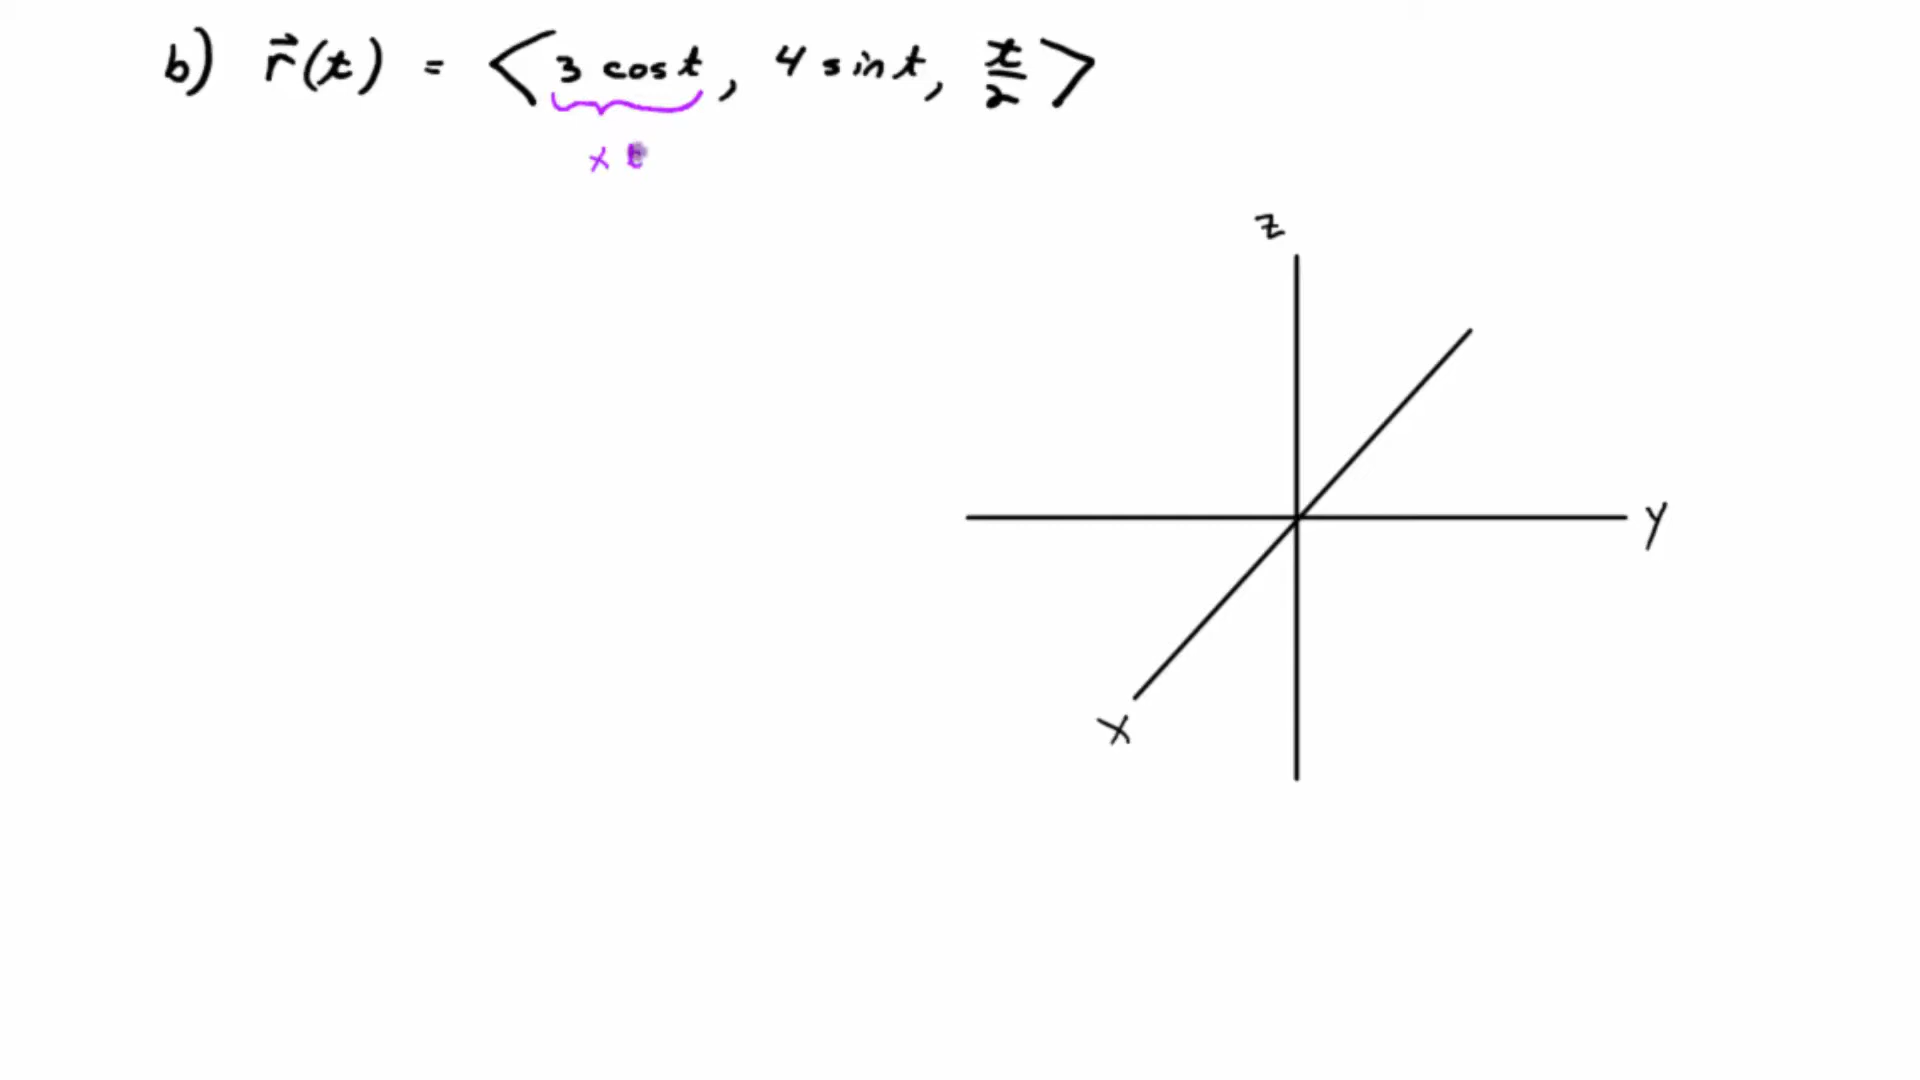 b) r⃗(t) = ⟨3 cos t, 4 sin t, t/2⟩
x
z
y
x